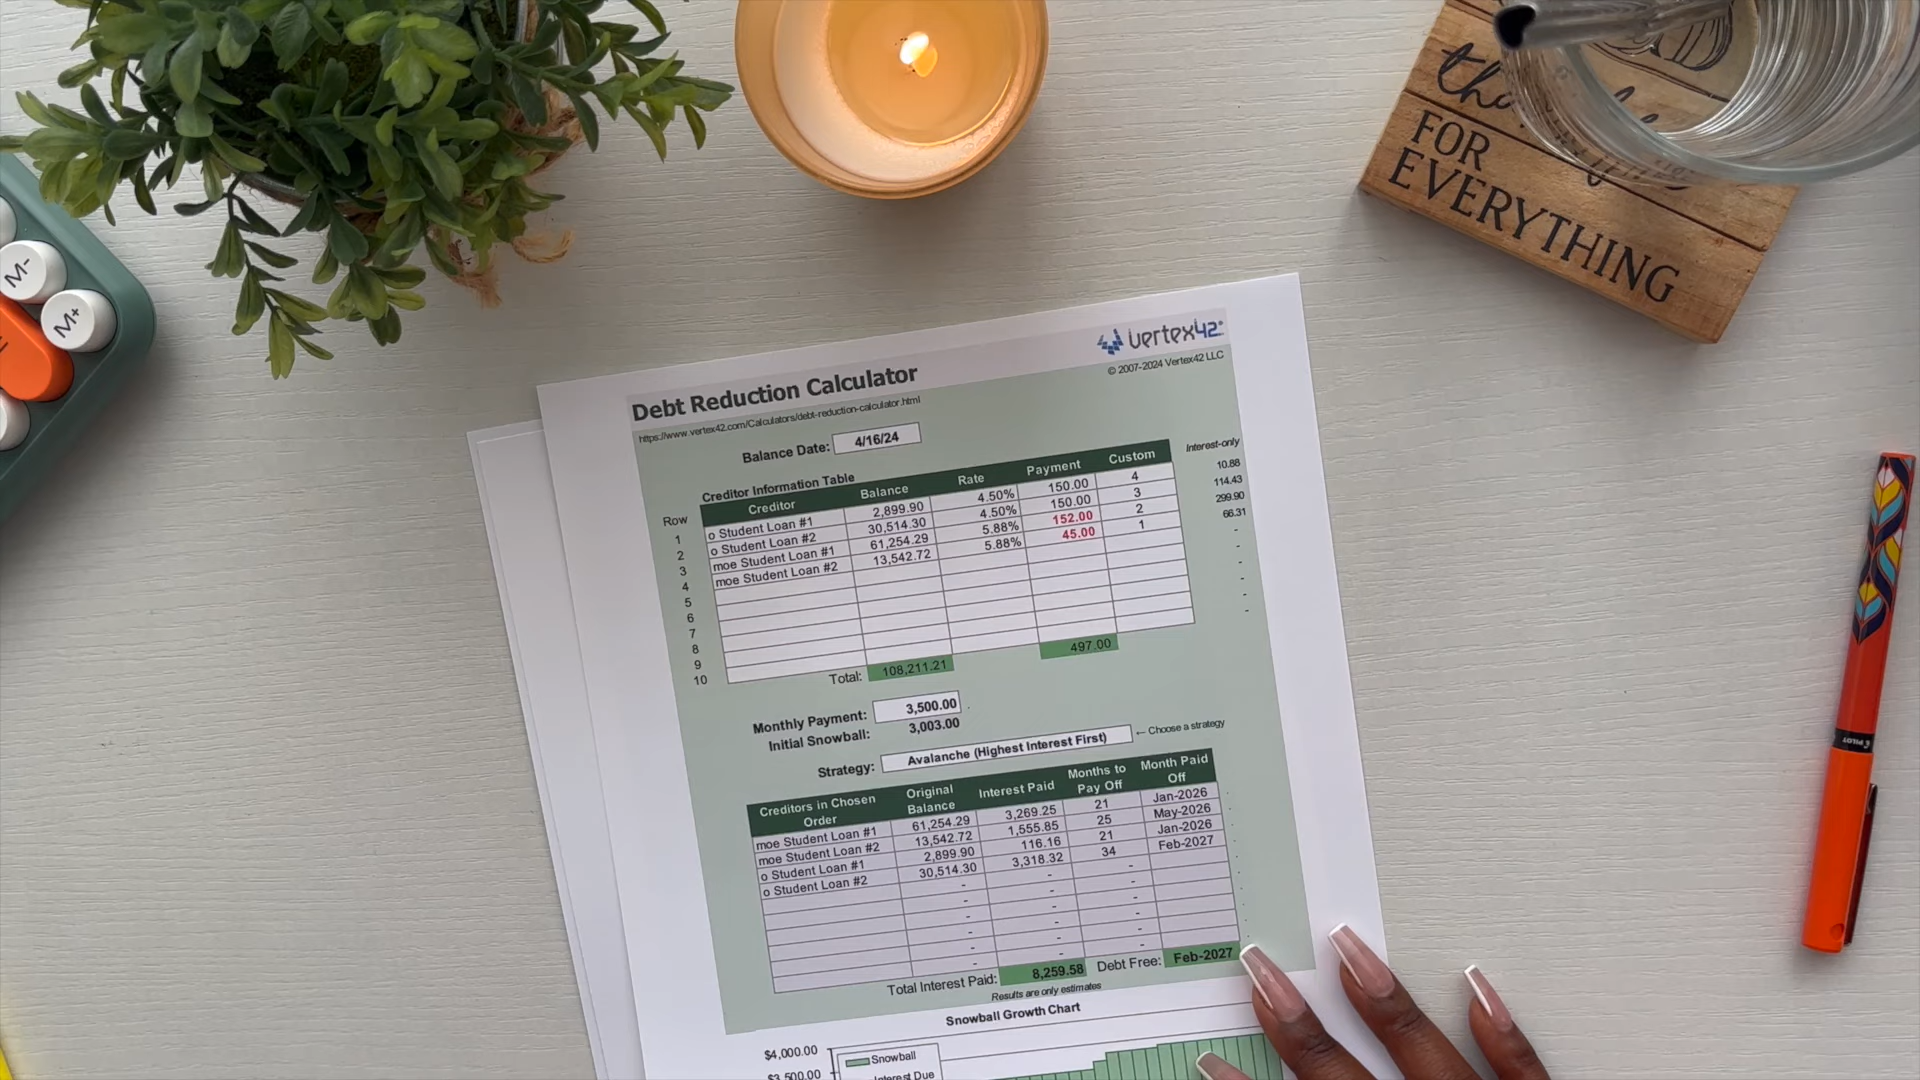 M-
M+
FOR
EVERYTHING
vertex42
© 2007-2024 Vertex42 LLC
Debt Reduction Calculator
https://www.vertex42.com/Calculators/debt-reduction-calculator.html
Balance Date: 4/16/24
Creditor Information Table
Row Creditor Balance Rate Payment Custom Interest-only
1 o Student Loan #1 2,899.90 4.50% 150.00 4 10.88
2 o Student Loan #2 30,514.30 4.50% 150.00 3 114.43
3 moe Student Loan #1 61,254.29 5.88% 152.00 2 299.90
4 moe Student Loan #2 13,542.72 5.88% 45.00 1 66.31
5 -
6 -
7 -
8 -
9 -
10 -
Total: 108,211.21 497.00
Monthly Payment: 3,500.00
Initial Snowball: 3,003.00
Strategy: Avalanche (Highest Interest First) ← Choose a strategy
Creditors in Chosen Order Original Balance Interest Paid Months to Pay Off Month Paid Off
moe Student Loan #1 61,254.29 3,269.25 21 Jan-2026
moe Student Loan #2 13,542.72 1,555.85 25 May-2026
o Student Loan #1 2,899.90 116.16 21 Jan-2026
o Student Loan #2 30,514.30 3,318.32 34 Feb-2027
- - -
- - -
- - -
- - -
- - -
- - -
Total Interest Paid: 8,259.58 Debt Free: Feb-2027
Results are only estimates
Snowball Growth Chart
$4,000.00
$3,500.00
Snowball
Interest Due
PILOT